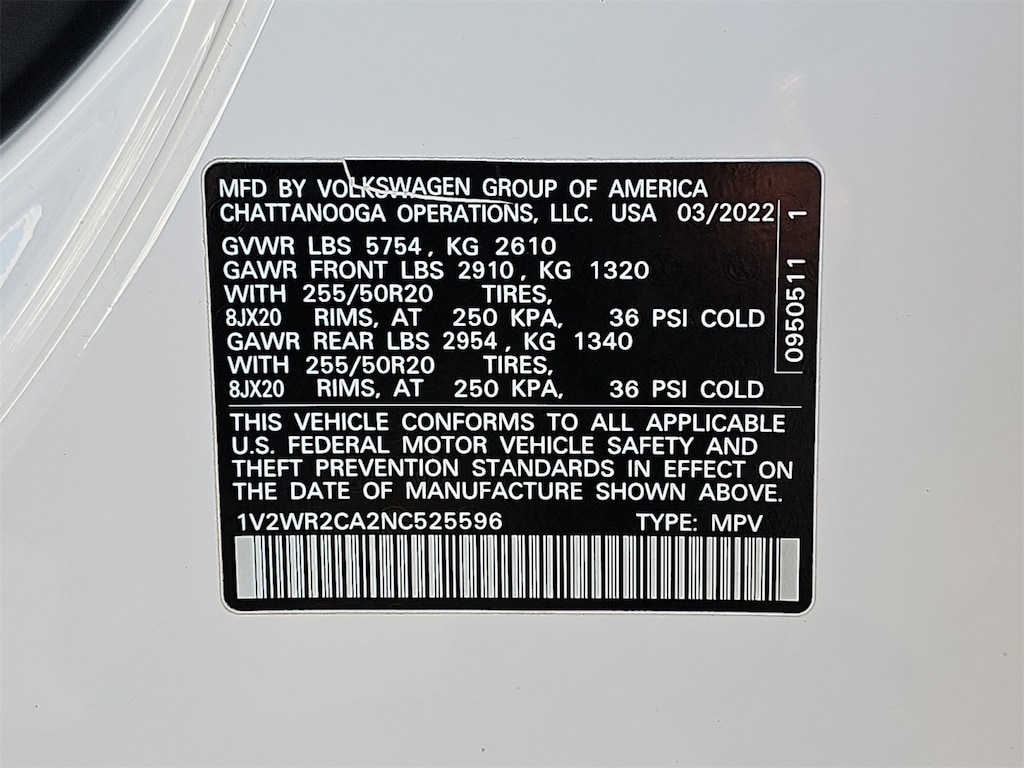 MFD BY VOLKSWAGEN GROUP OF AMERICA
CHATTANOOGA OPERATIONS, LLC. USA 03/2022
GVWR LBS 5754, KG 2610
GAWR FRONT LBS 2910, KG 1320
WITH 255/50R20 TIRES,
8JX20 RIMS, AT 250 KPA, 36 PSI COLD
GAWR REAR LBS 2954, KG 1340
WITH 255/50R20 TIRES,
8JX20 RIMS, AT 250 KPA, 36 PSI COLD
0950511 1
THIS VEHICLE CONFORMS TO ALL APPLICABLE
U.S. FEDERAL MOTOR VEHICLE SAFETY AND
THEFT PREVENTION STANDARDS IN EFFECT ON
THE DATE OF MANUFACTURE SHOWN ABOVE.
1V2WR2CA2NC525596 TYPE: MPV